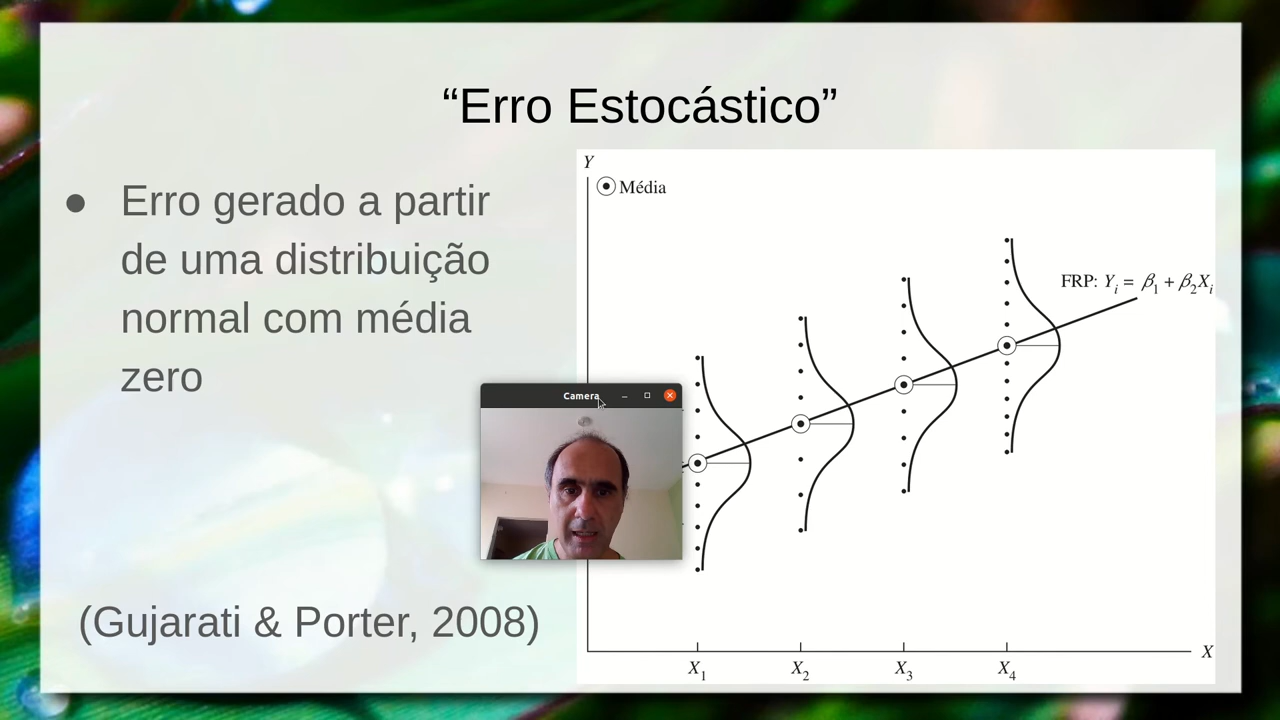 “Erro Estocástico”
● Erro gerado a partir
de uma distribuição
normal com média
zero
(Gujarati & Porter, 2008)
Camera
Y
Média
FRP: Yi = β1 + β2Xi
X
X1 X2 X3 X4